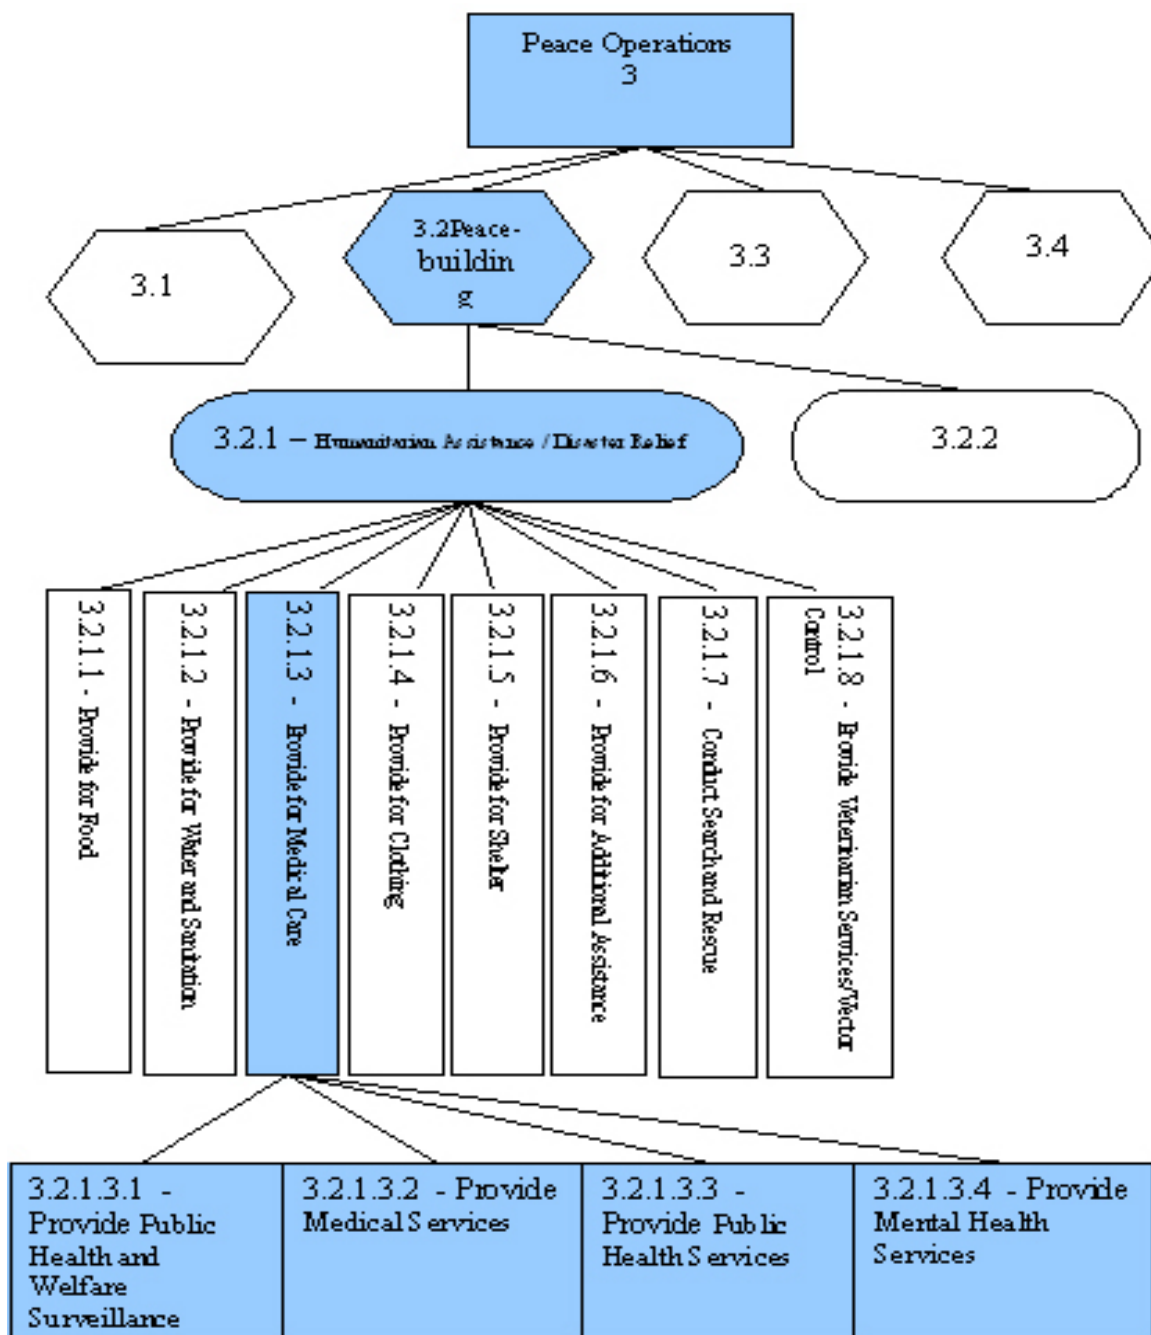 Peace Operations
3
3.1
3.2Peace-
buildin
g
3.3
3.4
3.2.1 – Humanitarian Assistance / Disaster Relief
3.2.2
3.2.1.1 - Provide for Food
3.2.1.2 - Provide for Water and Sanitation
3.2.1.3 - Provide for Medical Care
3.2.1.4 - Provide for Clothing
3.2.1.5 - Provide for Shelter
3.2.1.6 - Provide for Additional Assistance
3.2.1.7 - Conduct Search and Rescue
3.2.1.8 - Provide Veterinarian Services/Vector
Control
3.2.1.3.1 -
Provide Public
Health and
Welfare
Surveillance
3.2.1.3.2 - Provide
Medical Services
3.2.1.3.3 -
Provide Public
Health Services
3.2.1.3.4 - Provide
Mental Health
Services